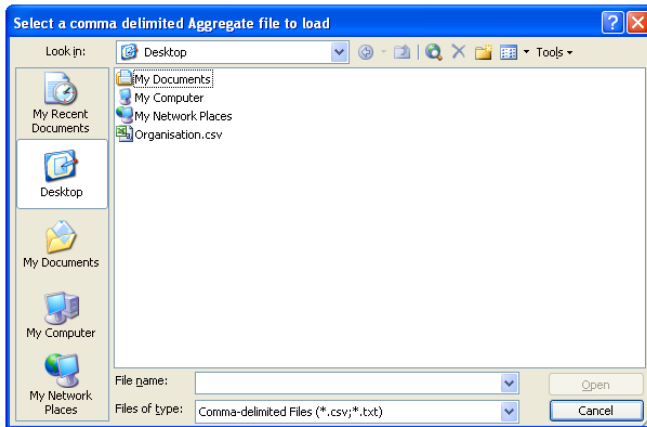 Select a comma delimited Aggregate file to load
Look in:
Desktop
Tools
My Recent
Documents
Desktop
My Documents
My Computer
My Network
Places
My Documents
My Computer
My Network Places
Organisation.csv
File name:
Open
Files of type:
Comma-delimited Files (*.csv;*.txt)
Cancel